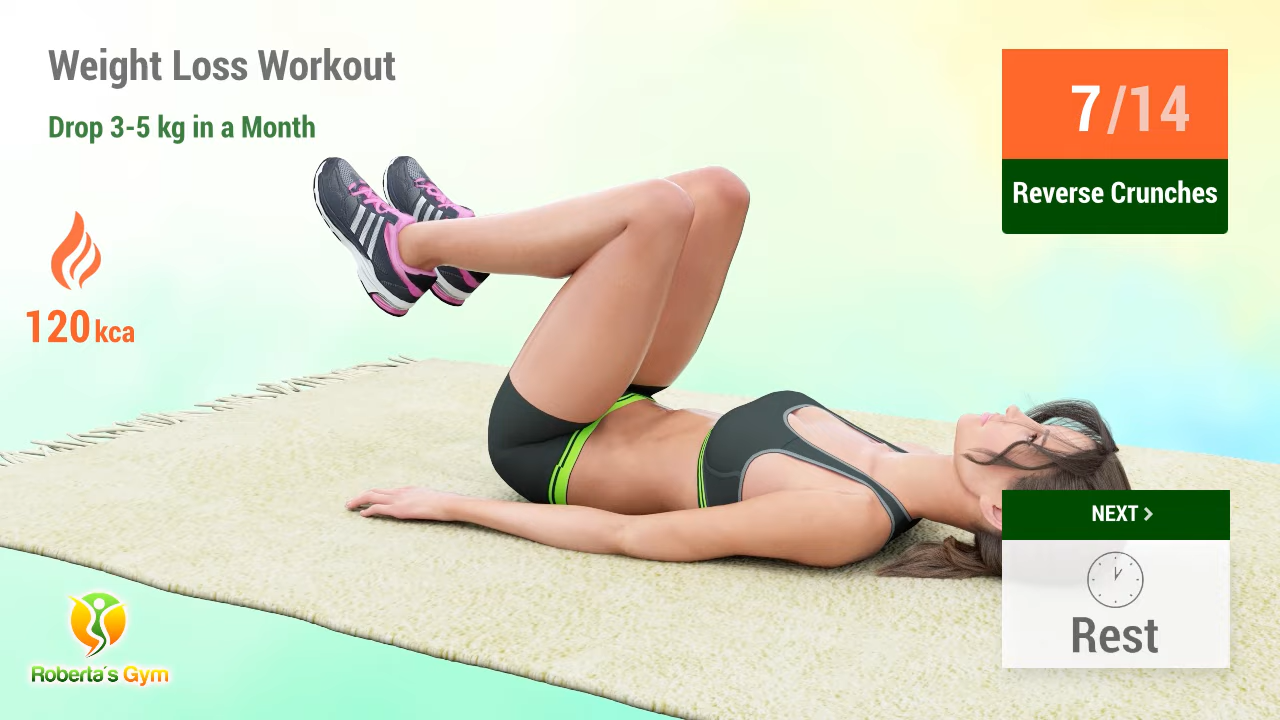 Weight Loss Workout
Drop 3-5 kg in a Month
7/14
Reverse Crunches
120 kca
NEXT >
Rest
Roberta's Gym